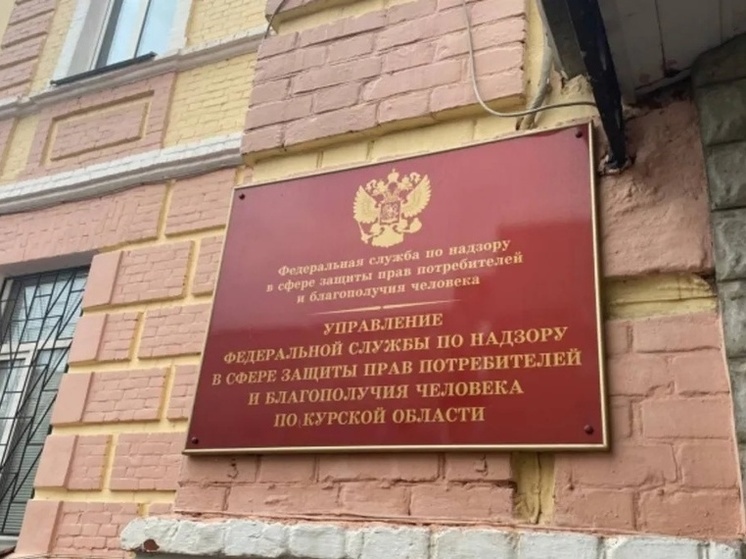 Федеральная служба по надзору
в сфере защиты прав потребителей
и благополучия человека
УПРАВЛЕНИЕ
ФЕДЕРАЛЬНОЙ СЛУЖБЫ ПО НАДЗОРУ
В СФЕРЕ ЗАЩИТЫ ПРАВ ПОТРЕБИТЕЛЕЙ
И БЛАГОПОЛУЧИЯ ЧЕЛОВЕКА
ПО КУРСКОЙ ОБЛАСТИ